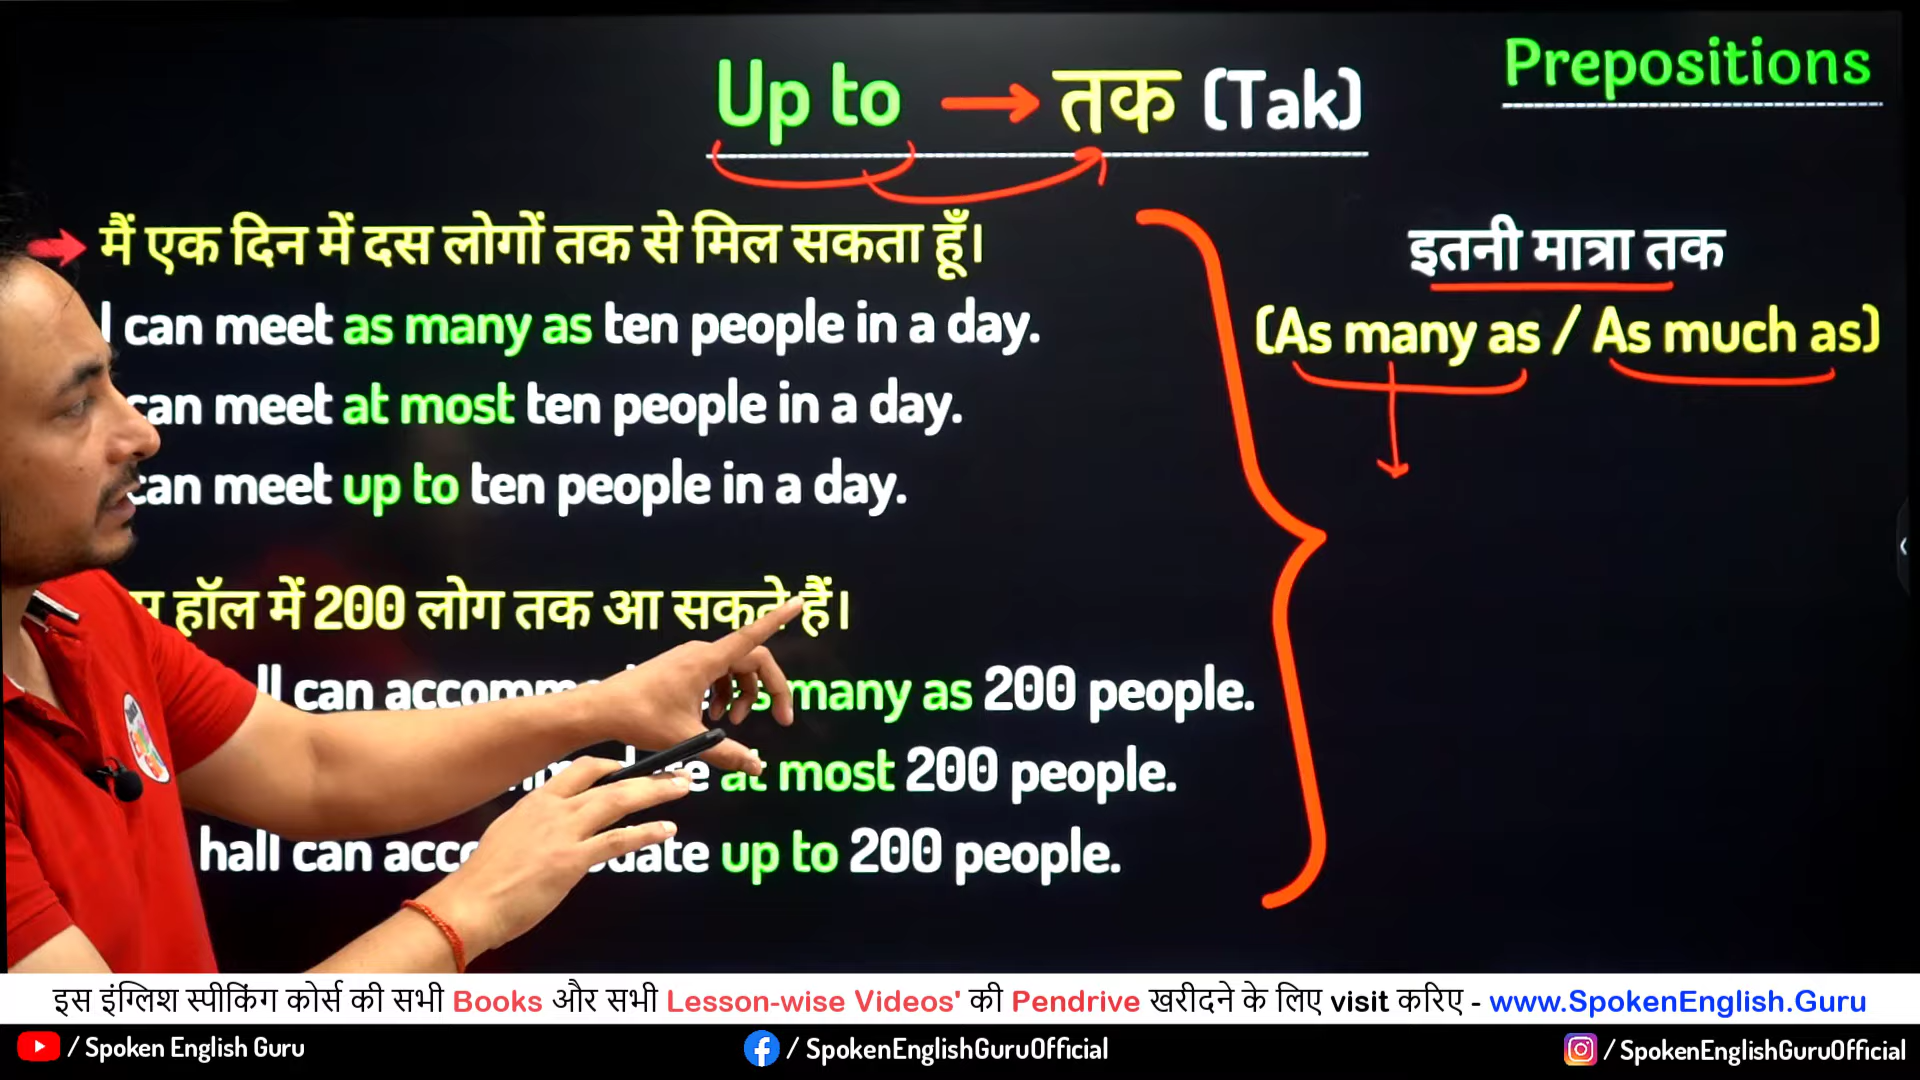 Prepositions
Up to → तक (Tak)
मैं एक दिन में दस लोगों तक से मिल सकता हूँ।
I can meet as many as ten people in a day.
can meet at most ten people in a day.
can meet up to ten people in a day.
इतनी मात्रा तक
(As many as / As much as)
हॉल में 200 लोग तक आ सकते हैं।
can many as 200 people.
at most 200 people.
hall can up to 200 people.
इस इंग्लिश स्पीकिंग कोर्स की सभी Books और सभी Lesson-wise Videos' की Pendrive खरीदने के लिए visit करिए - www.SpokenEnglish.Guru
/ Spoken English Guru
/ SpokenEnglishGuruOfficial
/ SpokenEnglishGuruOfficial